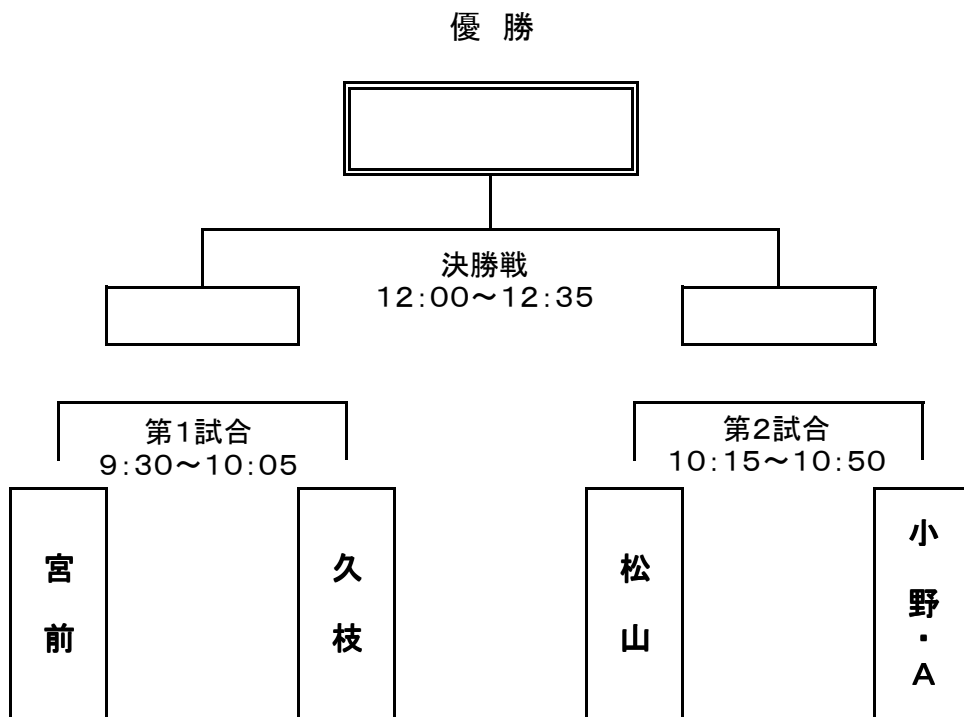 優 勝
決勝戦
12:00～12:35
第1試合
9:30～10:05
第2試合
10:15～10:50
宮前
久枝
松山
小野・A